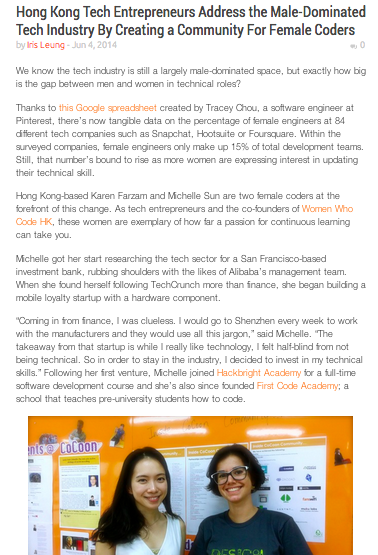 Hong Kong Tech Entrepreneurs Address the Male-Dominated
Tech Industry By Creating a Community For Female Coders
by Iris Leung - Jun 4, 2014
0
We know the tech industry is still a largely male-dominated space, but exactly how big
is the gap between men and women in technical roles?
Thanks to this Google spreadsheet created by Tracey Chou, a software engineer at
Pinterest, there's now tangible data on the percentage of female engineers at 84
different tech companies such as Snapchat, Hootsuite or Foursquare. Within the
surveyed companies, female engineers only make up 15% of total development teams.
Still, that number's bound to rise as more women are expressing interest in updating
their technical skill.
Hong Kong-based Karen Farzam and Michelle Sun are two female coders at the
forefront of this change. As tech entrepreneurs and the co-founders of Women Who
Code HK, these women are exemplary of how far a passion for continuous learning
can take you.
Michelle got her start researching the tech sector for a San Francisco-based
investment bank, rubbing shoulders with the likes of Alibaba's management team.
When she found herself following TechCrunch more than finance, she began building a
mobile loyalty startup with a hardware component.
"Coming from finance, I was clueless. I would go to Shenzhen every week to work
with the manufacturers and they would use all this jargon," said Michelle. "The
takeaway from that startup is while I really like technology, I felt half-blind from not
being technical. So in order to stay in the industry, I decided to invest in my technical
skills." Following her first venture, Michelle joined Hackbright Academy for a full-time
software development course and she's also since founded First Code Academy; a
school that teaches pre-university students how to code.
@ CoCoon